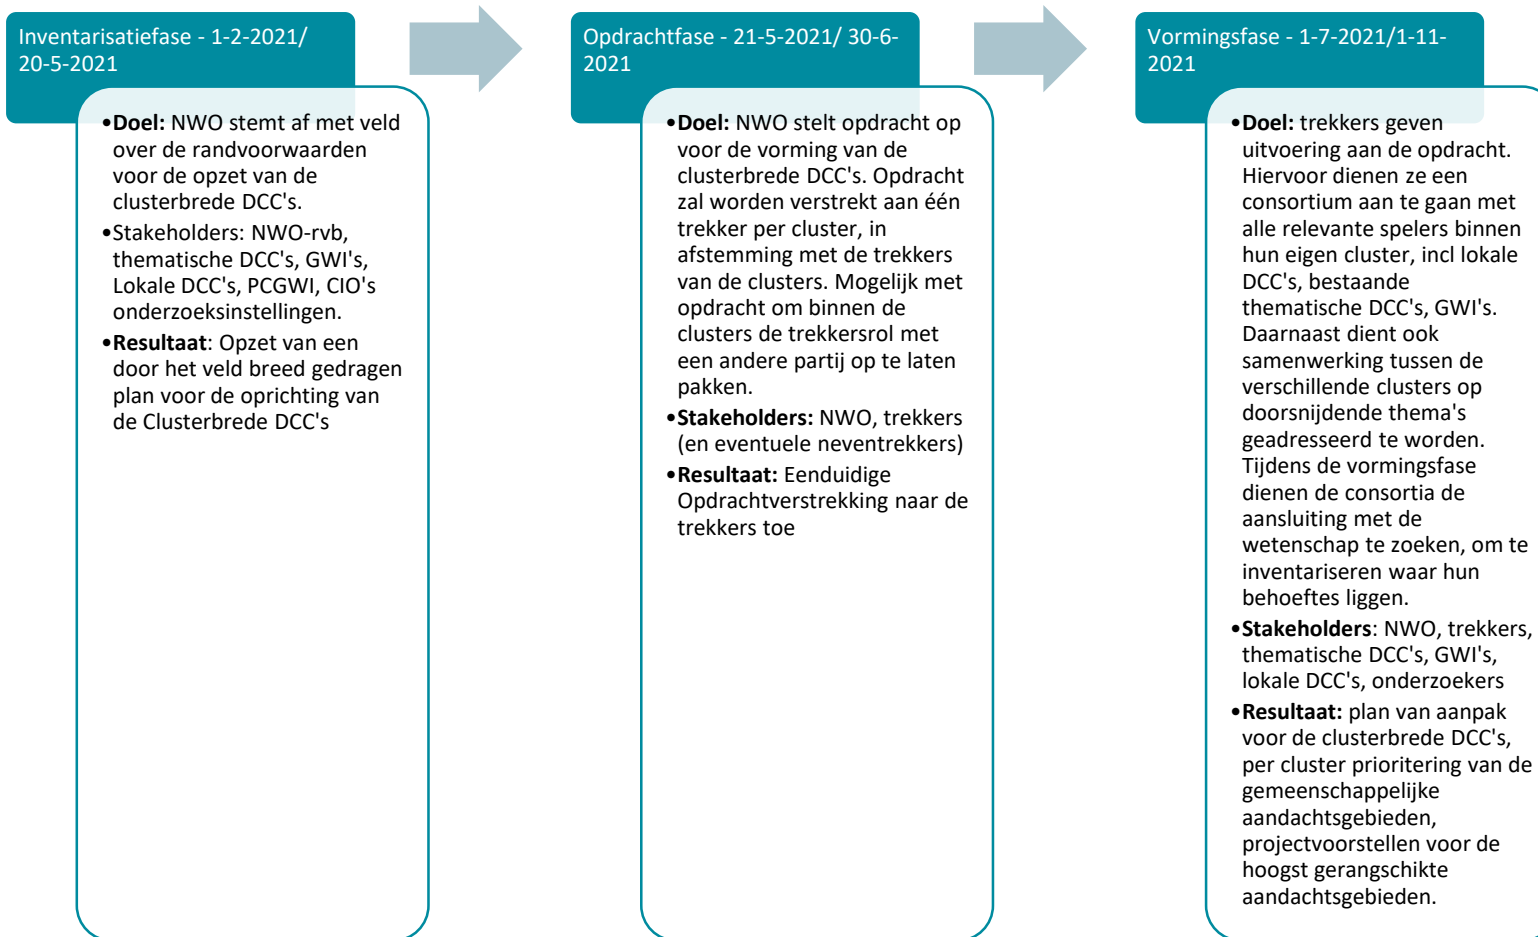 Inventarisatiefase - 1-2-2021/
20-5-2021
•Doel: NWO stemt af met veld
over de randvoorwaarden
voor de opzet van de
clusterbrede DCC's.
•Stakeholders: NWO-rvb,
thematische DCC's, GWI's,
Lokale DCC's, PCGWI, CIO's
onderzoeksinstellingen.
•Resultaat: Opzet van een
door het veld breed gedragen
plan voor de oprichting van
de Clusterbrede DCC's
Opdrachtfase - 21-5-2021/ 30-6-
2021
•Doel: NWO stelt opdracht op
voor de vorming van de
clusterbrede DCC's. Opdracht
zal worden verstrekt aan één
trekker per cluster, in
afstemming met de trekkers
van de clusters. Mogelijk met
opdracht om binnen de
clusters de trekkersrol met
een andere partij op te laten
pakken.
•Stakeholders: NWO, trekkers
(en eventuele neventrekkers)
•Resultaat: Eenduidige
Opdrachtverstrekking naar de
trekkers toe
Vormingsfase - 1-7-2021/1-11-
2021
•Doel: trekkers geven
uitvoering aan de opdracht.
Hiervoor dienen ze een
consortium aan te gaan met
alle relevante spelers binnen
hun eigen cluster, incl lokale
DCC's, bestaande
thematische DCC's, GWI's.
Daarnaast dient ook
samenwerking tussen de
verschillende clusters op
doorsnijdende thema's
geadresseerd te worden.
Tijdens de vormingsfase
dienen de consortia de
aansluiting met de
wetenschap te zoeken, om te
inventariseren waar hun
behoeftes liggen.
•Stakeholders: NWO, trekkers,
thematische DCC's, GWI's,
lokale DCC's, onderzoekers
•Resultaat: plan van aanpak
voor de clusterbrede DCC's,
per cluster prioritering van de
gemeenschappelijke
aandachtsgebieden,
projectvoorstellen voor de
hoogst gerangschikte
aandachtsgebieden.